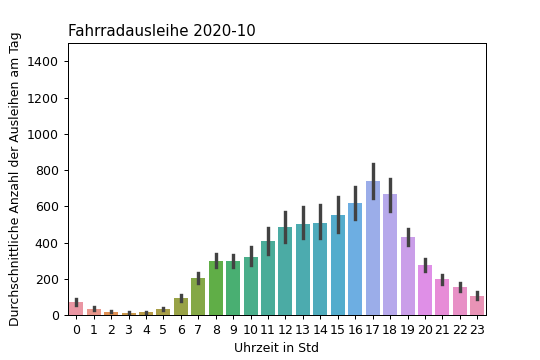 Fahrradausleihe 2020-10
Durchschnittliche Anzahl der Ausleihen am Tag
1400
1200
1000
800
600
400
200
0
0 1 2 3 4 5 6 7 8 9 10 11 12 13 14 15 16 17 18 19 20 21 22 23
Uhrzeit in Std